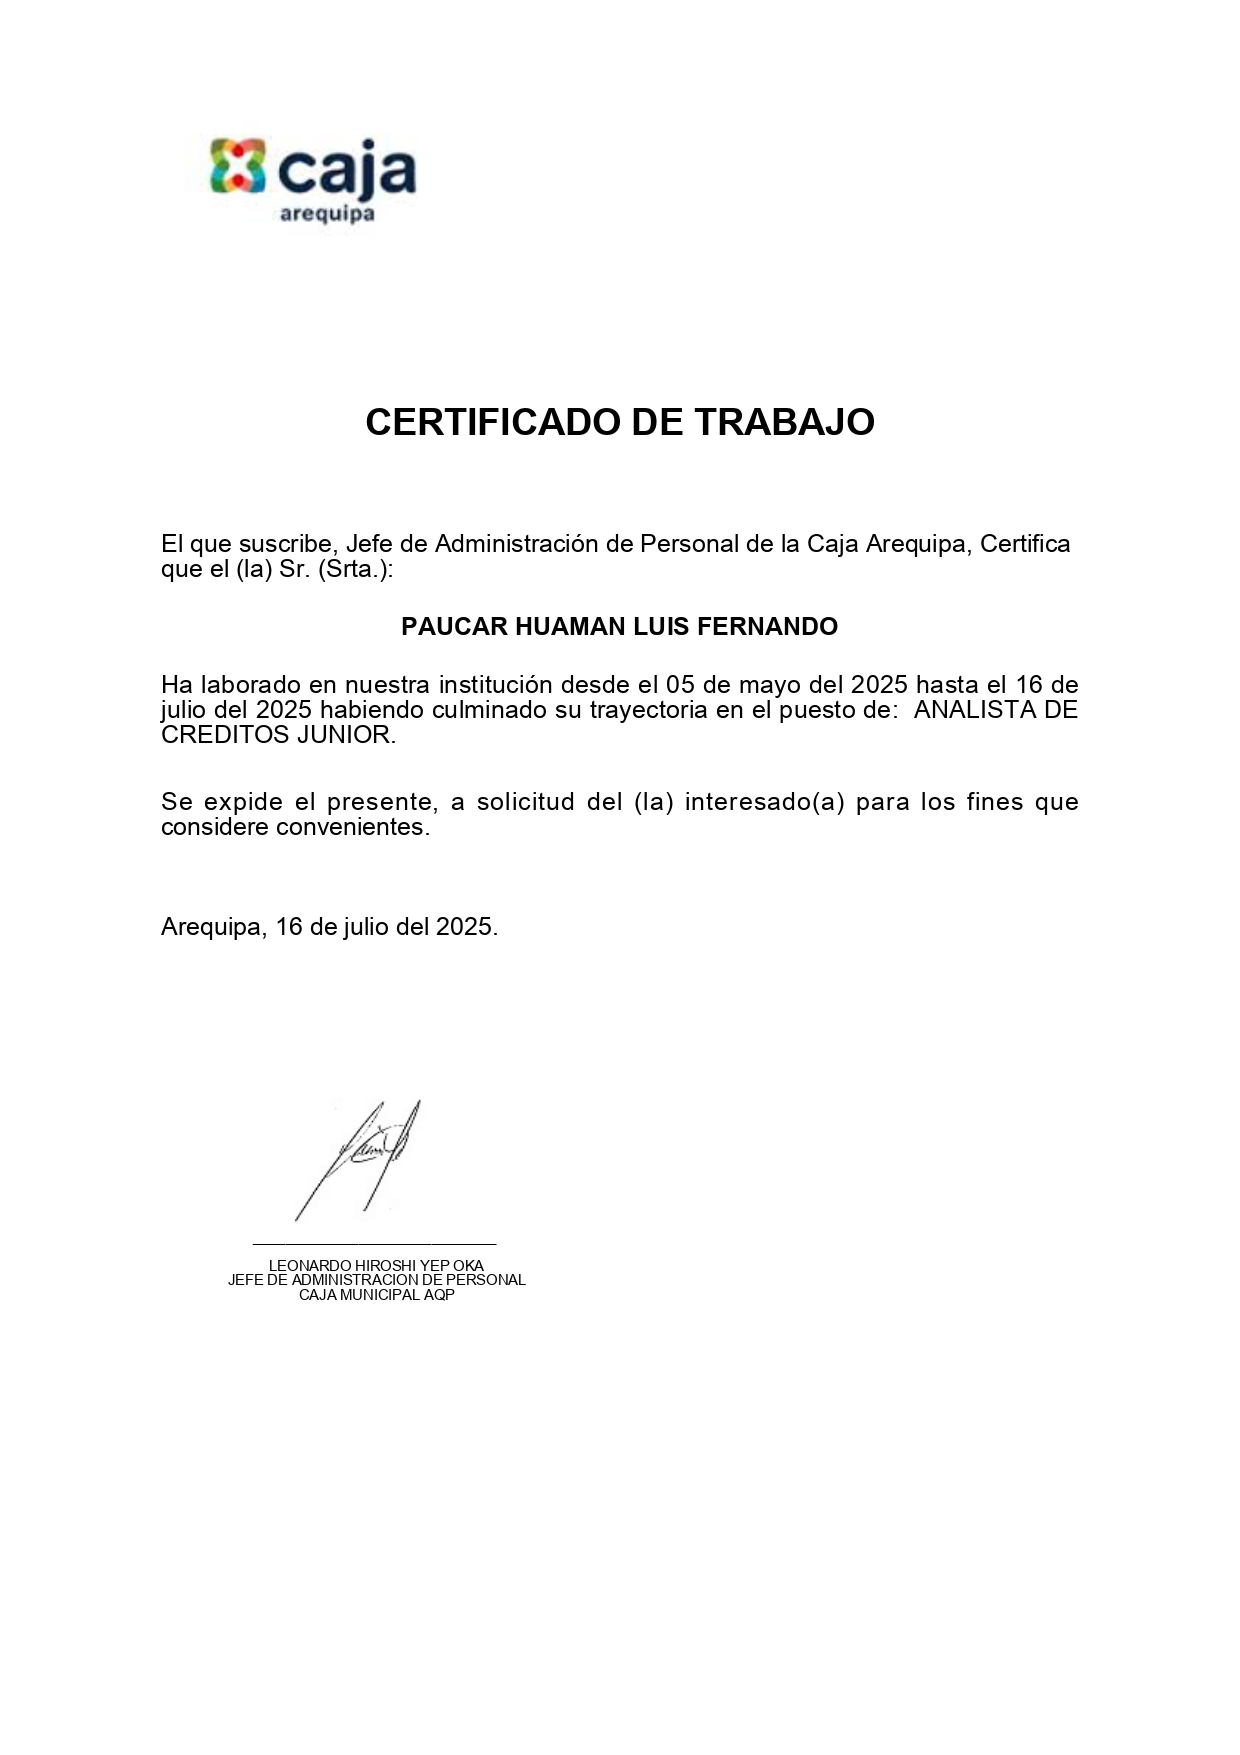 caja
arequipa
CERTIFICADO DE TRABAJO
El que suscribe, Jefe de Administración de Personal de la Caja Arequipa, Certifica
que el (la) Sr. (Srta.):
PAUCAR HUAMAN LUIS FERNANDO
Ha laborado en nuestra institución desde el 05 de mayo del 2025 hasta el 16 de
julio del 2025 habiendo culminado su trayectoria en el puesto de: ANALISTA DE
CREDITOS JUNIOR.
Se expide el presente, a solicitud del (la) interesado(a) para los fines que
considere convenientes.
Arequipa, 16 de julio del 2025.
LEONARDO HIROSHI YEP OKA
JEFE DE ADMINISTRACION DE PERSONAL
CAJA MUNICIPAL AQP